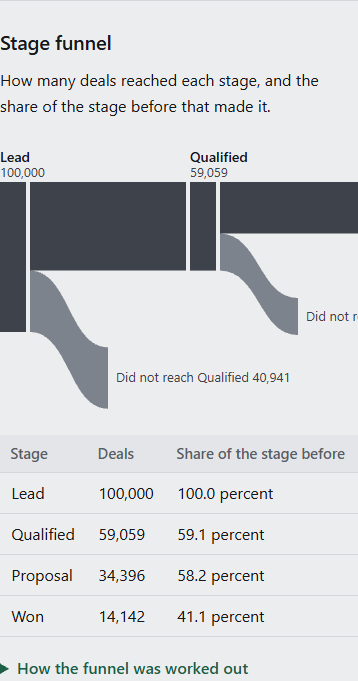 Stage funnel
How many deals reached each stage, and the
share of the stage before that made it.
Lead
100,000
Qualified
59,059
Did not
Did not reach Qualified 40,941
Stage Deals Share of the stage before
Lead 100,000 100.0 percent
Qualified 59,059 59.1 percent
Proposal 34,396 58.2 percent
Won 14,142 41.1 percent
How the funnel was worked out